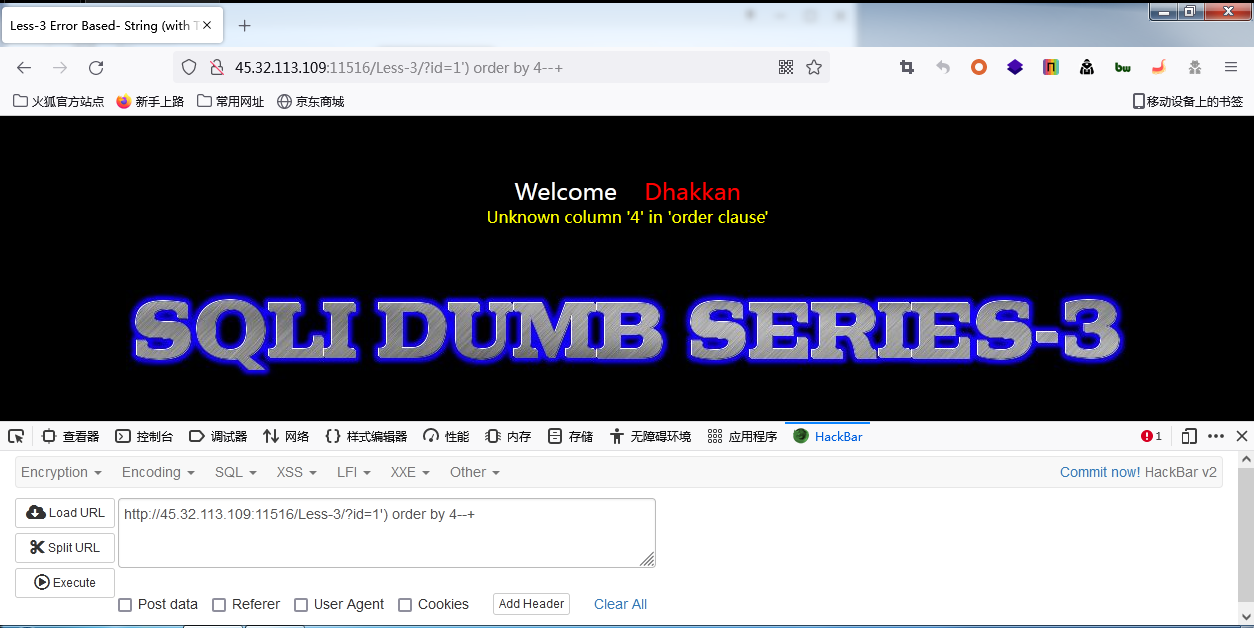 Less-3 Error Based- String (with T
45.32.113.109:11516/Less-3/?id=1') order by 4--+
火狐官方站点 新手上路 常用网址 京东商城 移动设备上的书签
Welcome Dhakkan
Unknown column '4' in 'order clause'
SQLI DUMB SERIES-3
查看器 控制台 调试器 网络 样式编辑器 性能 内存 存储 无障碍环境 应用程序 HackBar 1
Encryption Encoding SQL XSS LFI XXE Other Commit now! HackBar v2
Load URL http://45.32.113.109:11516/Less-3/?id=1') order by 4--+
Split URL
Execute
Post data Referer User Agent Cookies Add Header Clear All